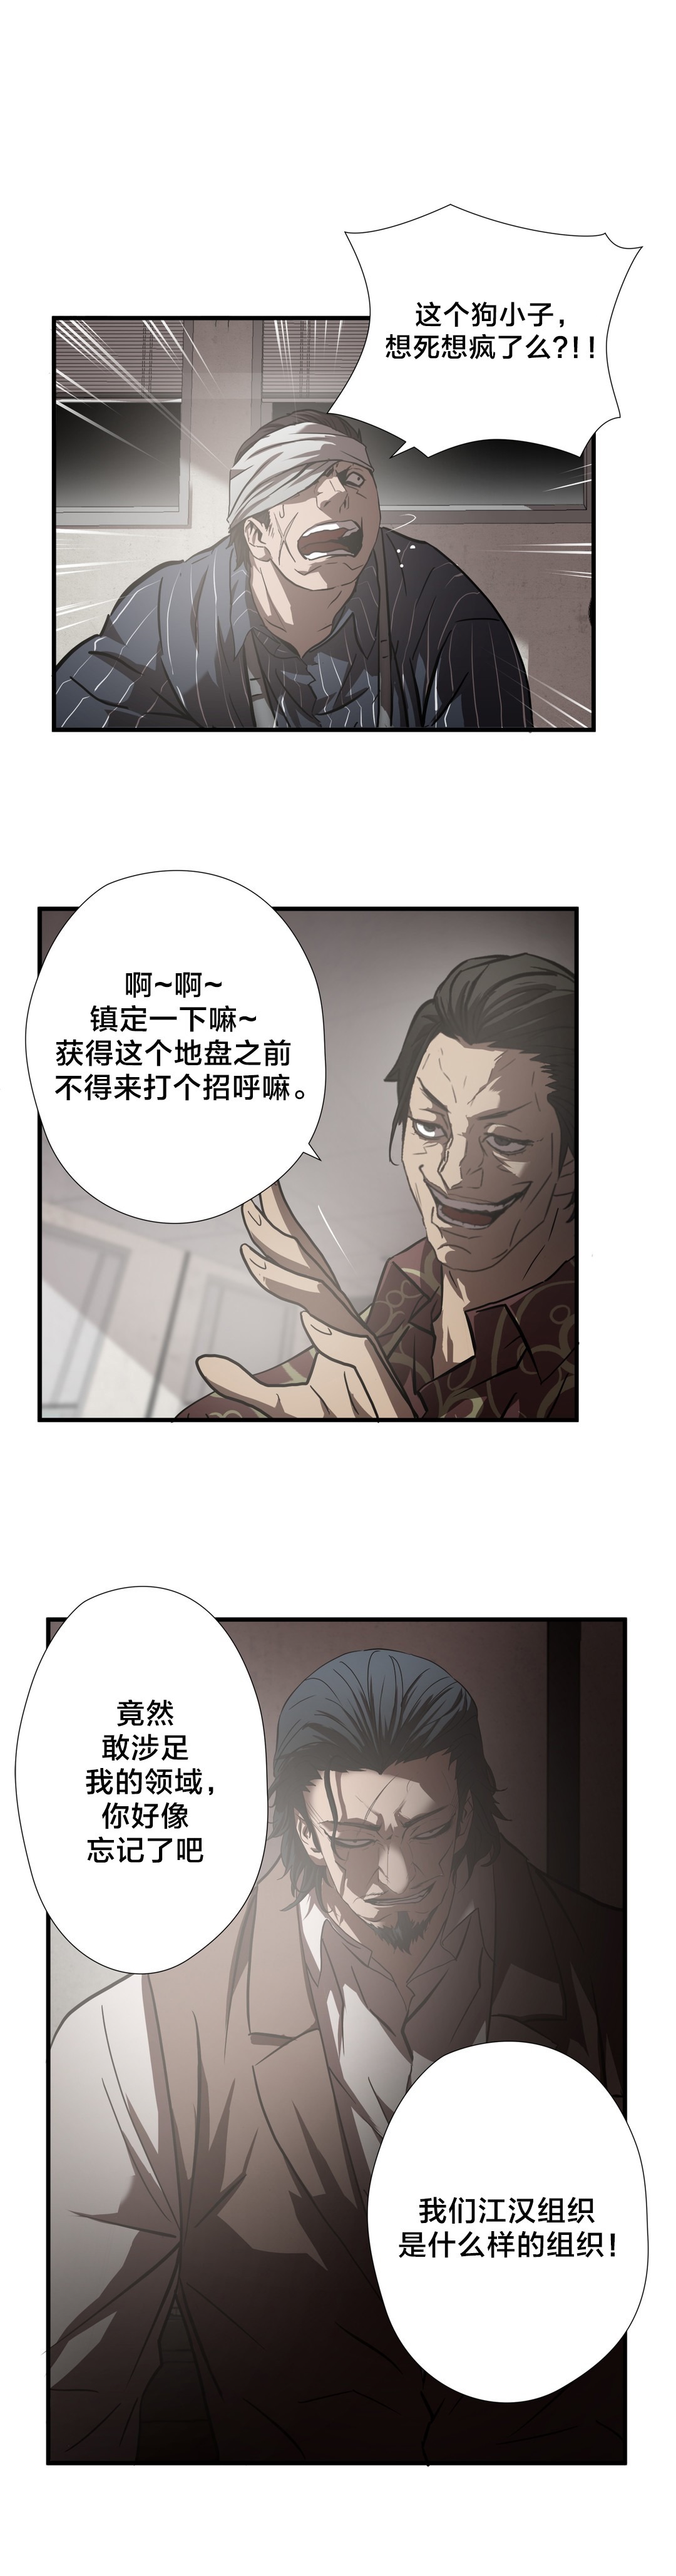 这个狗小子，
想死想疯了么?!!
啊~啊~
镇定一下嘛~
获得这个地盘之前
不得来打个招呼嘛。
竟然
敢涉足
我的领域，
你好像
忘记了吧
我们江汉组织
是什么样的组织!